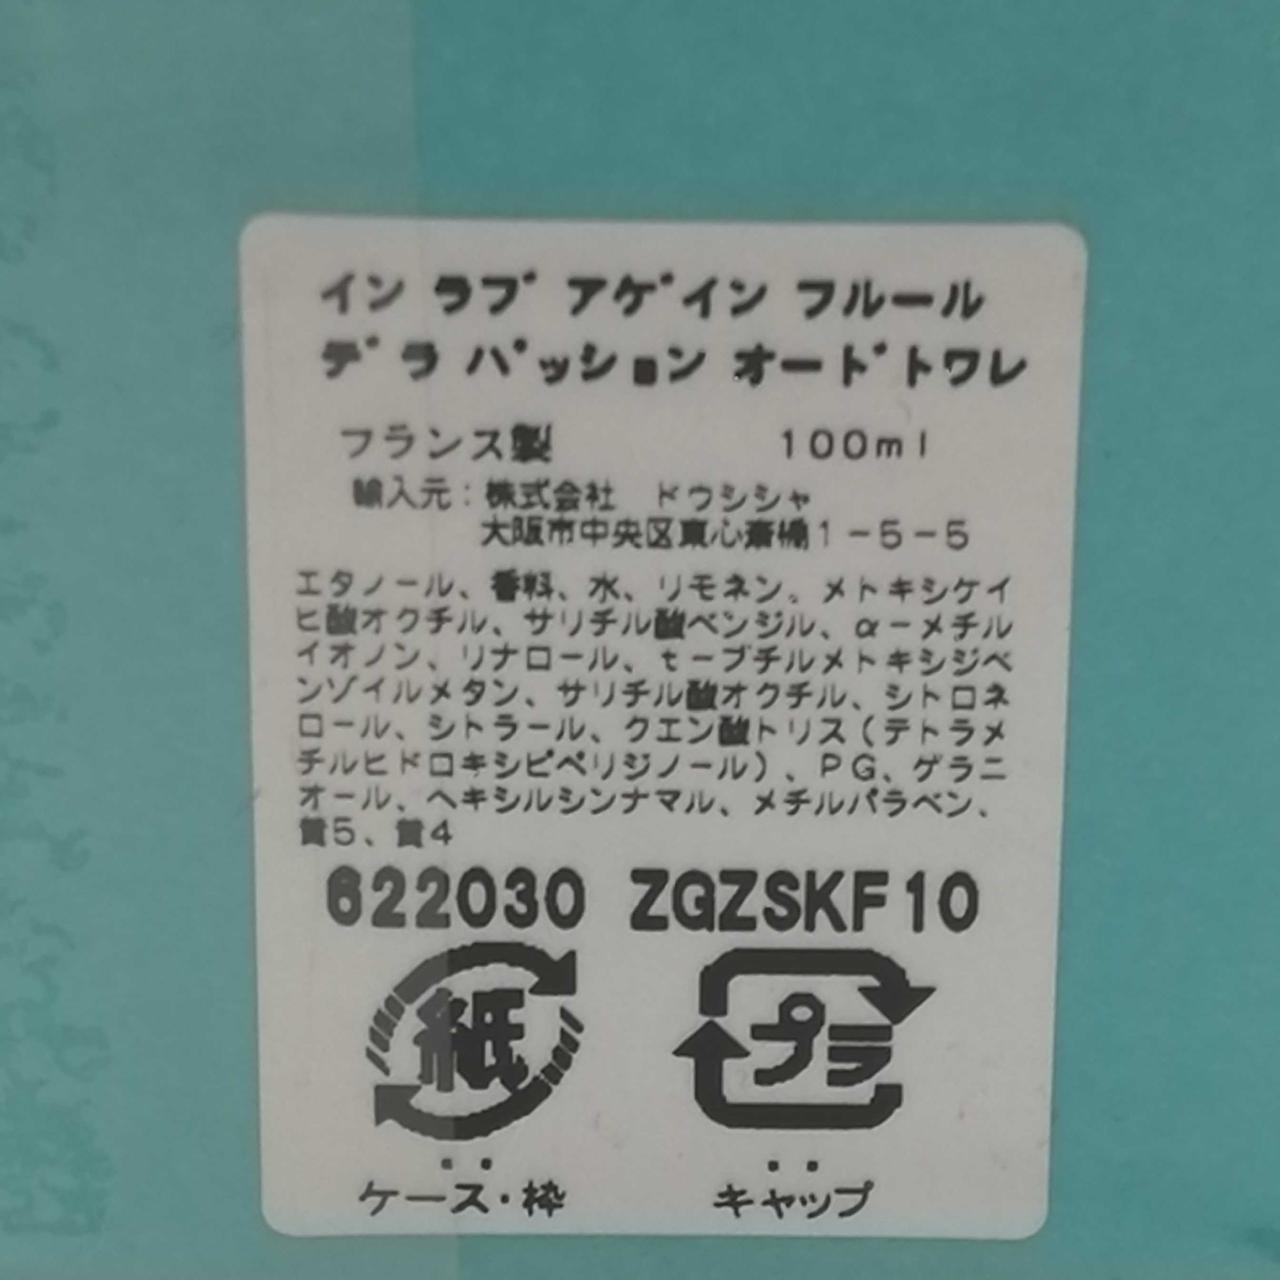 イン ラブ アゲイン フルール
デ ラ パッション オードトワレ
フランス製 100ml
輸入元：株式会社 ドウシシャ
大阪市中央区東心斎橋1-5-5
エタノール、香料、水、リモネン、メトキシケイ
ヒ酸オクチル、サリチル酸ベンジル、α-メチル
イオノン、リナロール、t-ブチルメトキシジベ
ンゾイルメタン、サリチル酸オクチル、シトロネ
ロール、シトラール、クエン酸トリス(テトラメ
チルヒドロキシピペリジノール)、PG、ゲラニ
オール、ヘキシルシンナマル、メチルパラベン、
黄5、黄4
622030 ZGZSKF10
紙 プラ
ケース・枠 キャップ